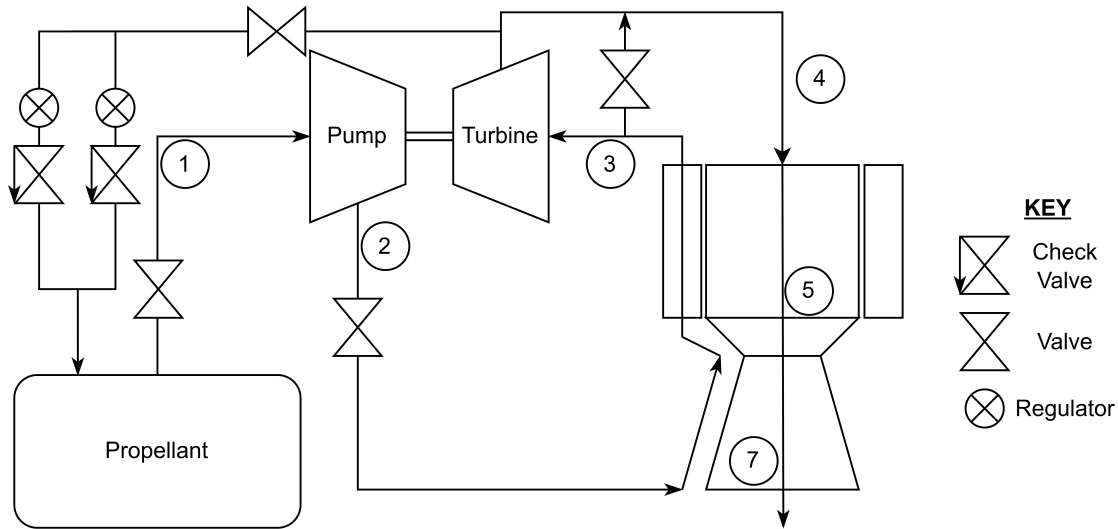 4
Pump
Turbine
1
3
2
KEY
Check
Valve
5
Valve
Regulator
Propellant
7